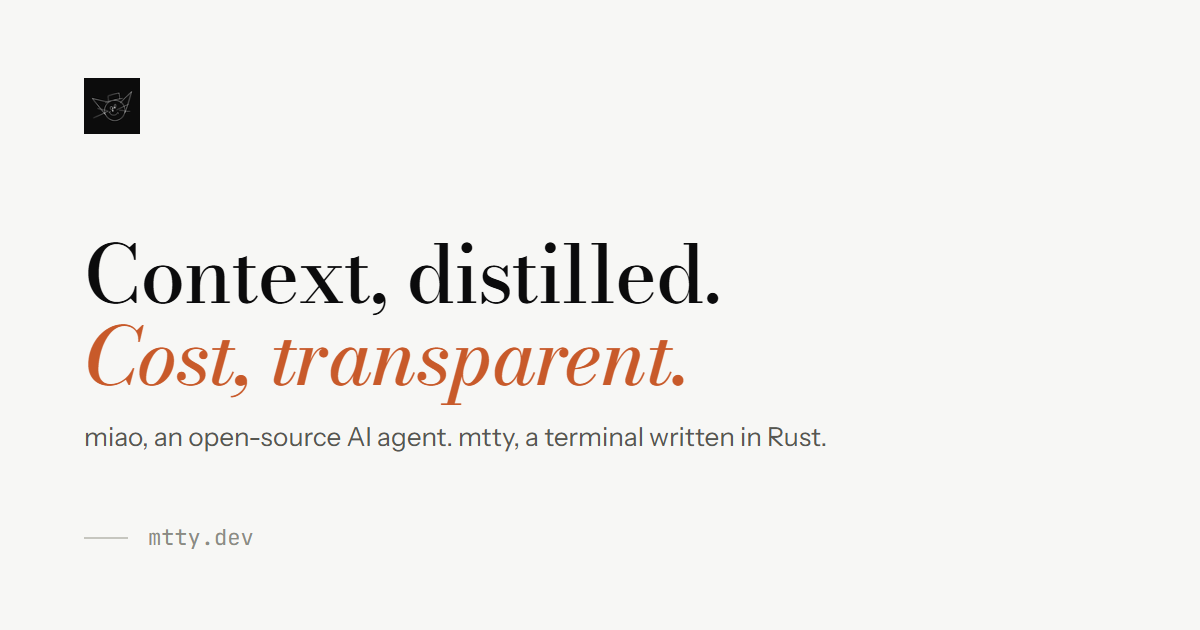 Context, distilled.
Cost, transparent.
miao, an open-source AI agent. mtty, a terminal written in Rust.
mtty.dev